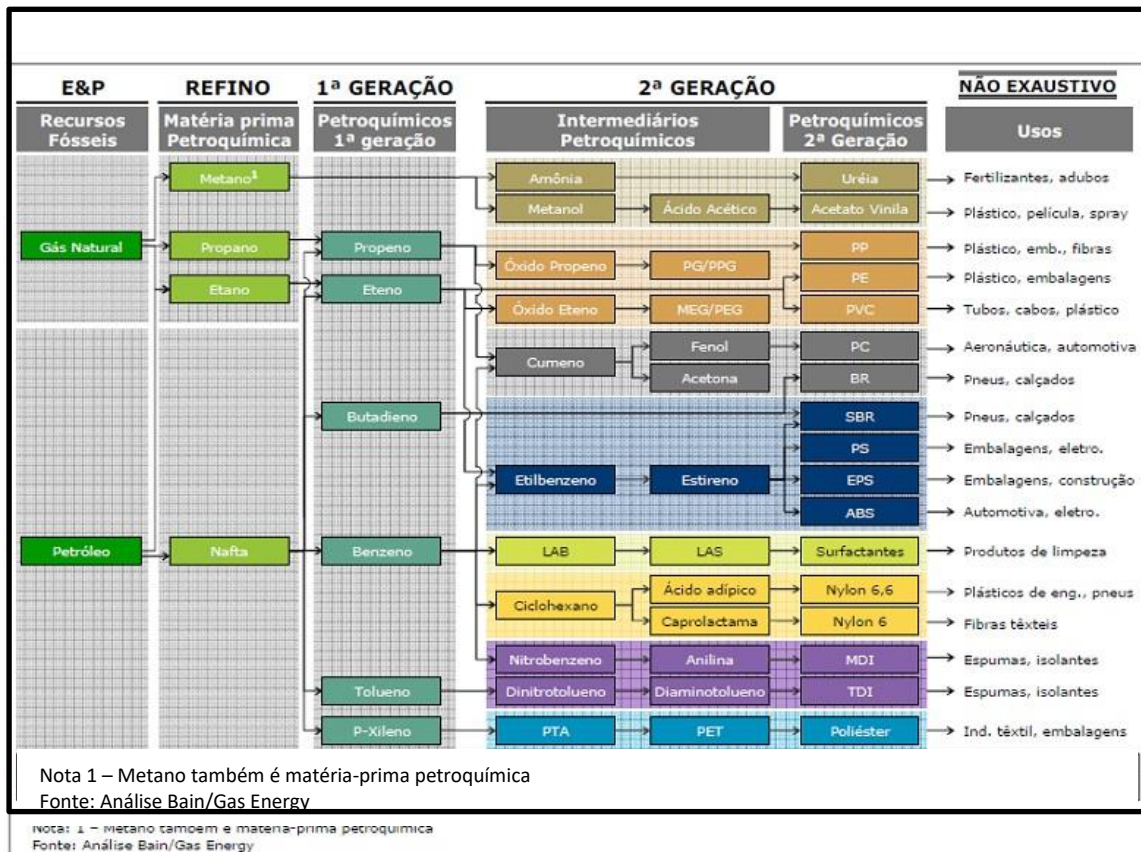 E&P
REFINO
1ª GERAÇÃO
2ª GERAÇÃO
NÃO EXAUSTIVO
Recursos
Fósseis
Matéria prima
Petroquímica
Petroquímicos
1ª geração
Intermediários
Petroquímicos
Petroquímicos
2ª Geração
Usos
Metano¹
Amônia
Uréia
Fertilizantes, adubos
Metanol
Ácido Acético
Acetato Vinila
Plástico, película, spray
Gás Natural
Propano
Propeno
PP
Plástico, emb., fibras
Óxido Propeno
PG/PPG
Etano
Eteno
PE
Plástico, embalagens
Óxido Eteno
MEG/PEG
PVC
Tubos, cabos, plástico
Cumeno
Fenol
PC
Aeronáutica, automotiva
Acetona
BR
Pneus, calçados
Butadieno
SBR
Pneus, calçados
PS
Embalagens, eletro.
Etilbenzeno
Estireno
EPS
Embalagens, construção
ABS
Automotiva, eletro.
Petróleo
Nafta
Benzeno
LAB
LAS
Surfactantes
Produtos de limpeza
Ciclohexano
Ácido adípico
Nylon 6,6
Plásticos de eng., pneus
Caprolactama
Nylon 6
Fibras têxteis
Nitrobenzeno
Anilina
MDI
Espumas, isolantes
Tolueno
Dinitrotolueno
Diaminotolueno
TDI
Espumas, isolantes
P-Xileno
PTA
PET
Poliéster
Ind. têxtil, embalagens
Nota 1 – Metano também é matéria-prima petroquímica
Fonte: Análise Bain/Gas Energy
Nota: 1 – Metano também é matéria-prima petroquímica
Fonte: Análise Bain/Gas Energy